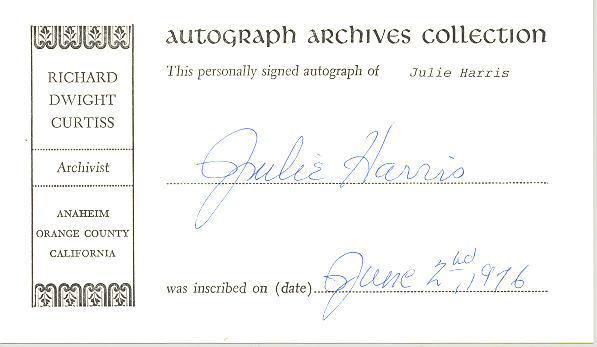 RICHARD
DWIGHT
CURTISS
Archivist
ANAHEIM
ORANGE COUNTY
CALIFORNIA
autograph archives collection
This personally signed autograph of Julie Harris
Julie Harris
was inscribed on (date) June 2nd, 1976